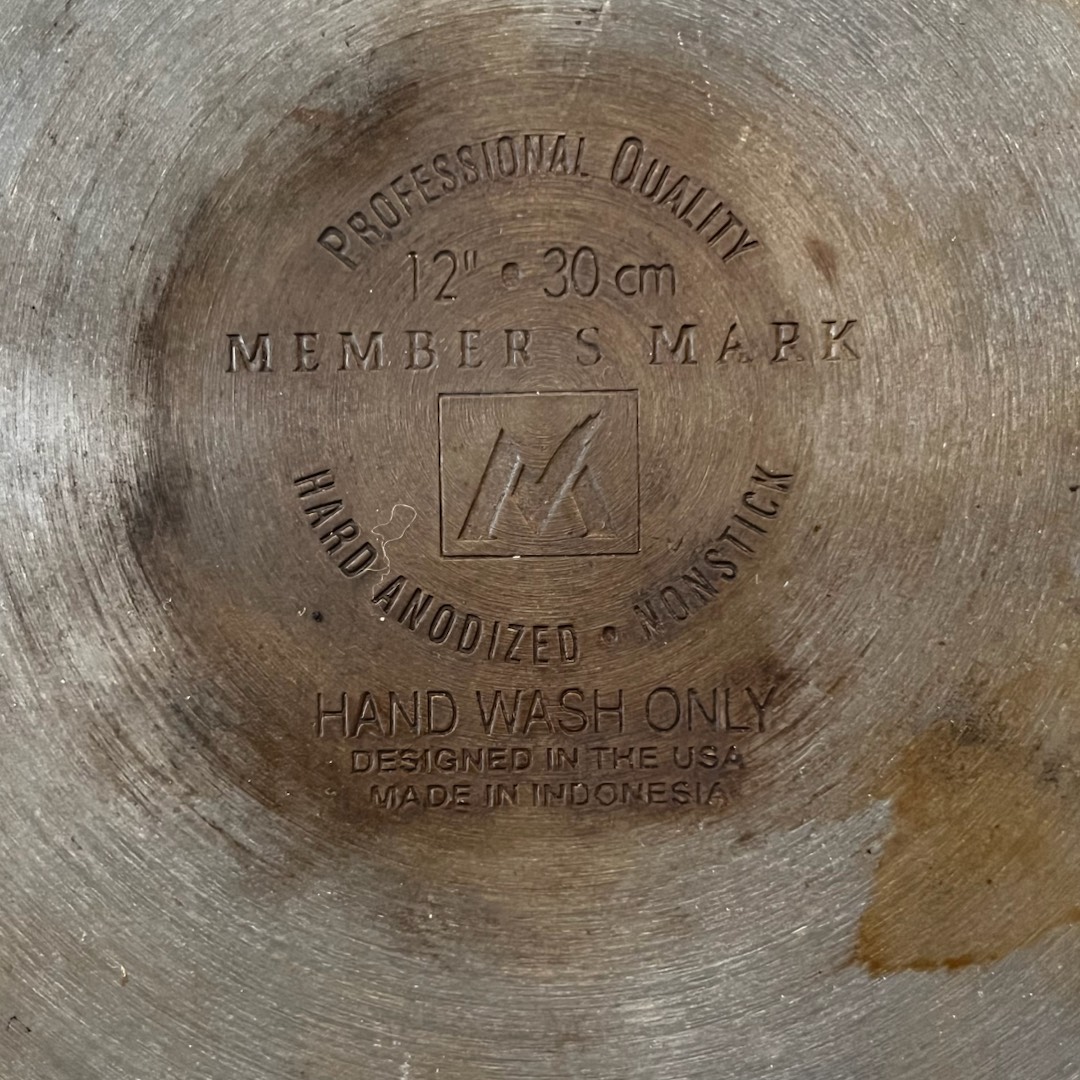 PROFESSIONAL QUALITY
12" • 30 cm
MEMBER S MARK
M
HARD ANODIZED • NONSTICK
HAND WASH ONLY
DESIGNED IN THE USA
MADE IN INDONESIA